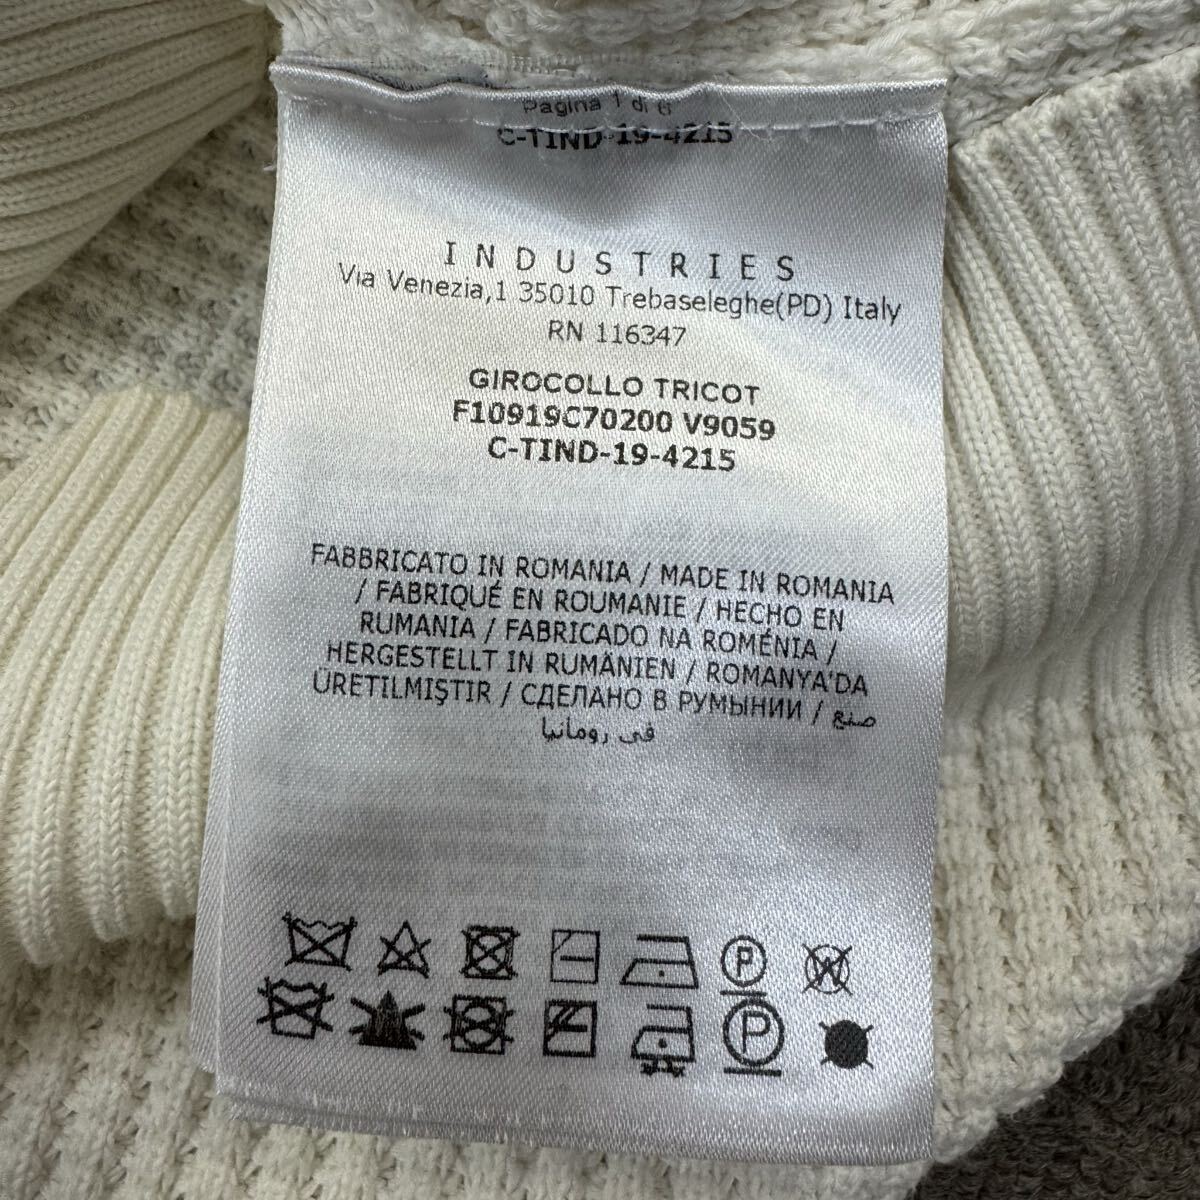 Pagina 1 di 6
C-TIND-19-4215
INDUSTRIES
Via Venezia,1 35010 Trebaseleghe(PD) Italy
RN 116347
GIROCOLLO TRICOT
F10919C70200 V9059
C-TIND-19-4215
FABBRICATO IN ROMANIA / MADE IN ROMANIA
/ FABRIQUÉ EN ROUMANIE / HECHO EN
RUMANIA / FABRICADO NA ROMÉNIA /
HERGESTELLT IN RUMÄNIEN / ROMANYA'DA
ÜRETILMIŞTIR / СДЕЛАНО В РУМЫНИИ / صنع
في رومانيا
P W
P